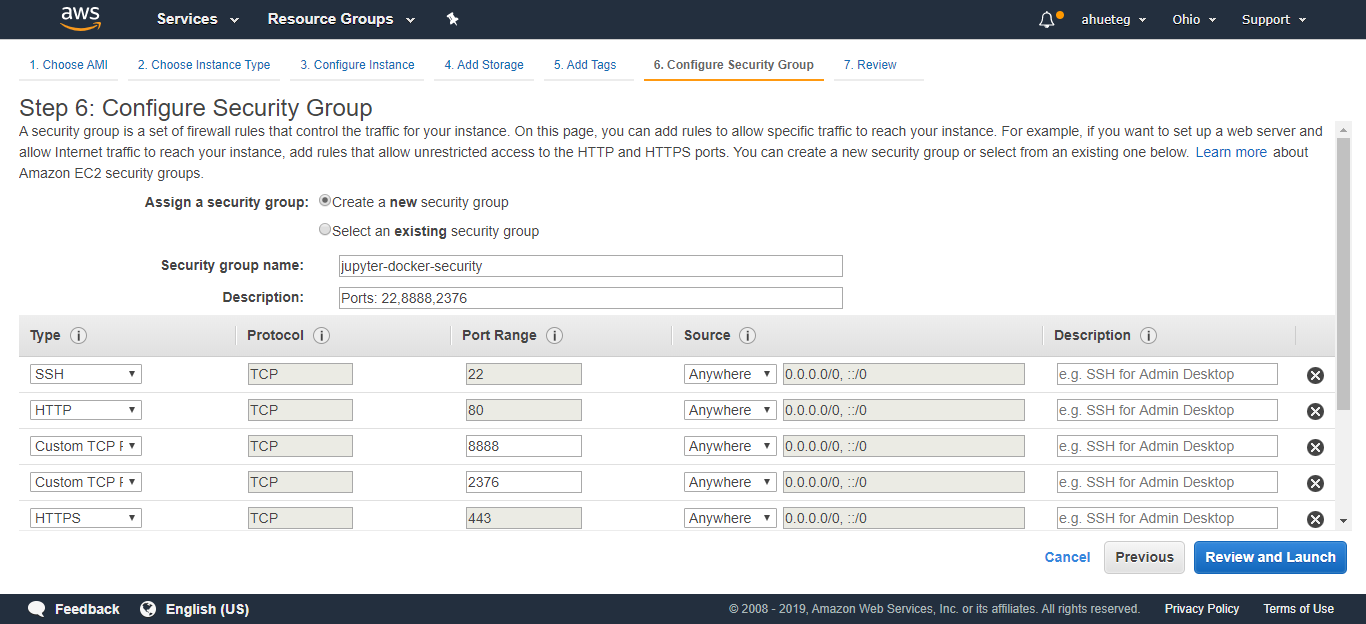 aws Services Resource Groups ahueteg Ohio Support
1. Choose AMI 2. Choose Instance Type 3. Configure Instance 4. Add Storage 5. Add Tags 6. Configure Security Group 7. Review
Step 6: Configure Security Group
A security group is a set of firewall rules that control the traffic for your instance. On this page, you can add rules to allow specific traffic to reach your instance. For example, if you want to set up a web server and
allow Internet traffic to reach your instance, add rules that allow unrestricted access to the HTTP and HTTPS ports. You can create a new security group or select from an existing one below. Learn more about
Amazon EC2 security groups.
Assign a security group: Create a new security group
Select an existing security group
Security group name: jupyter-docker-security
Description: Ports: 22,8888,2376
Type i Protocol i Port Range i Source i Description i
SSH TCP 22 Anywhere 0.0.0.0/0, ::/0 e.g. SSH for Admin Desktop
HTTP TCP 80 Anywhere 0.0.0.0/0, ::/0 e.g. SSH for Admin Desktop
Custom TCP TCP 8888 Anywhere 0.0.0.0/0, ::/0 e.g. SSH for Admin Desktop
Custom TCP TCP 2376 Anywhere 0.0.0.0/0, ::/0 e.g. SSH for Admin Desktop
HTTPS TCP 443 Anywhere 0.0.0.0/0, ::/0 e.g. SSH for Admin Desktop
Cancel Previous Review and Launch
Feedback English (US) © 2008 - 2019, Amazon Web Services, Inc. or its affiliates. All rights reserved. Privacy Policy Terms of Use